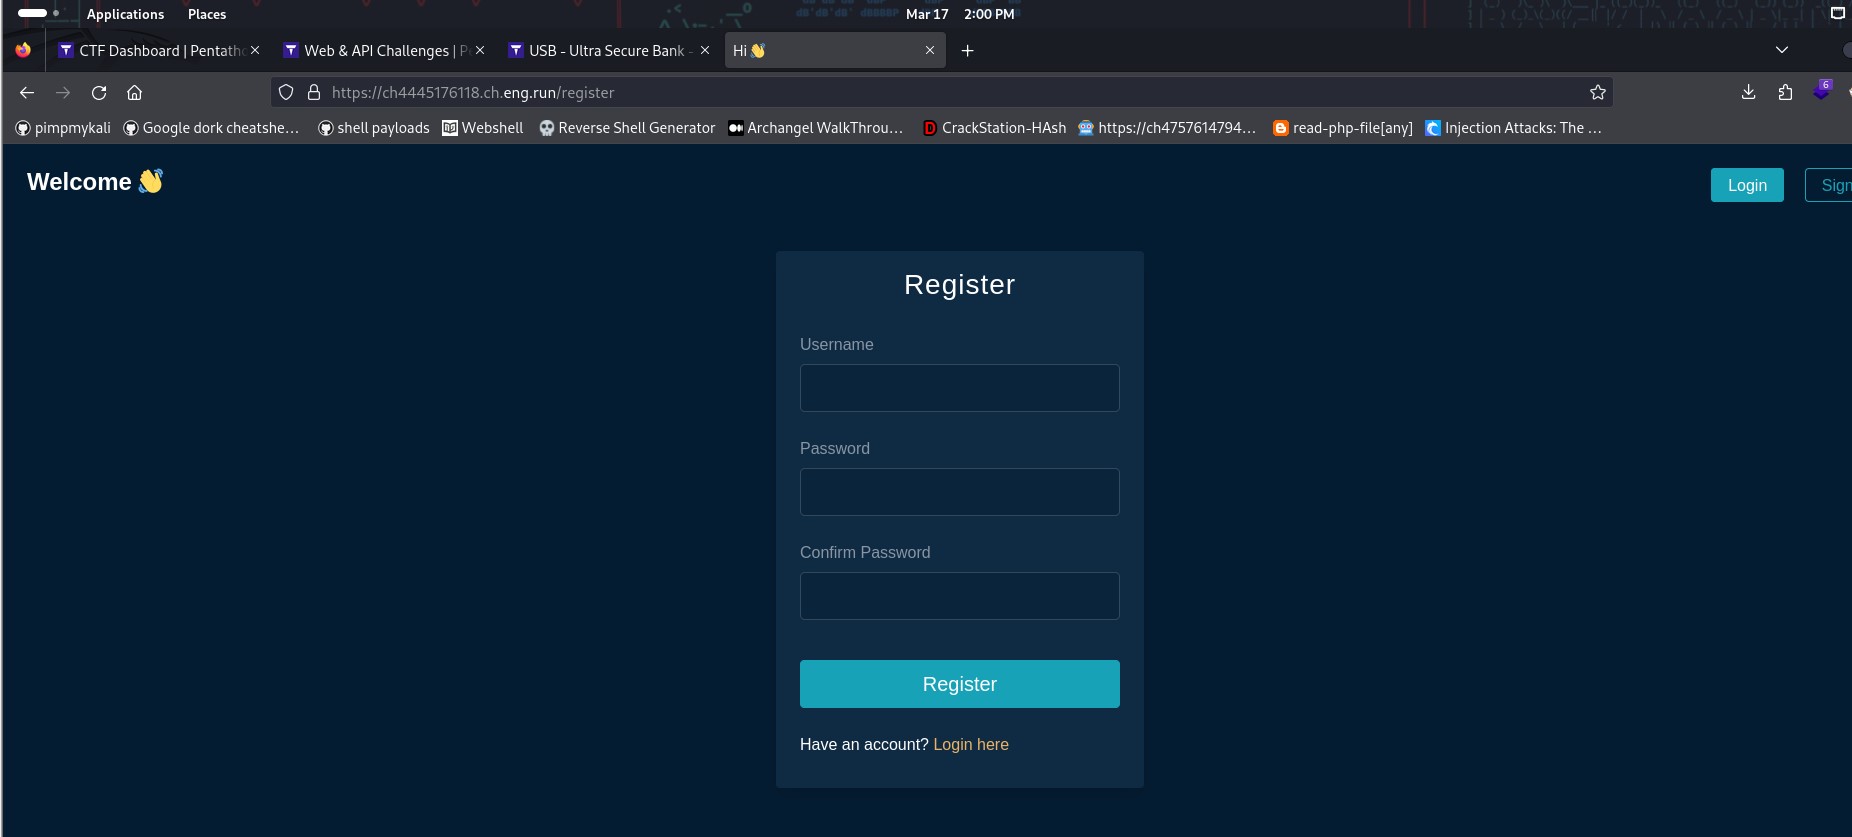 Applications Places Mar 17 2:00 PM
CTF Dashboard | Pentatho Web & API Challenges | Pe USB - Ultra Secure Bank - Hi 👋
https://ch4445176118.ch.eng.run/register 6
pimpmykali Google dork cheatshe… shell payloads Webshell Reverse Shell Generator Archangel WalkThrou… CrackStation-HAsh https://ch4757614794… read-php-file[any] Injection Attacks: The …
Welcome 👋 Login Sign
Register
Username
Password
Confirm Password
Register
Have an account? Login here